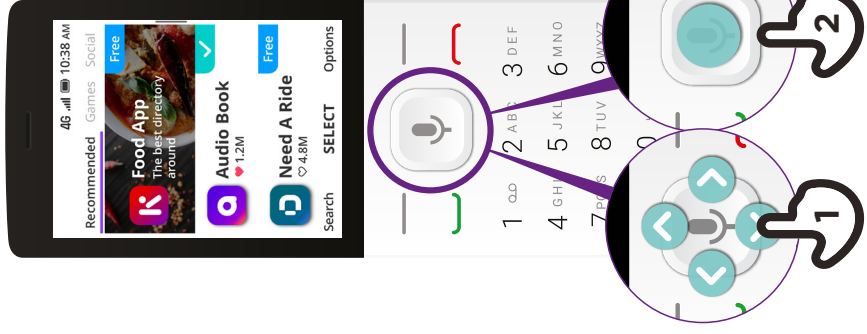 4G 10:38 AM
Recommended Games Social
Free
Food App
The best directory
around
Audio Book
♥ 1.2M
Free
Need A Ride
♡ 4.8M
Search SELECT Options
1 2 ABC 3 DEF
4 GHI 5 JKL 6 MNO
7 8 TUV 9 WXYZ
0
1 2